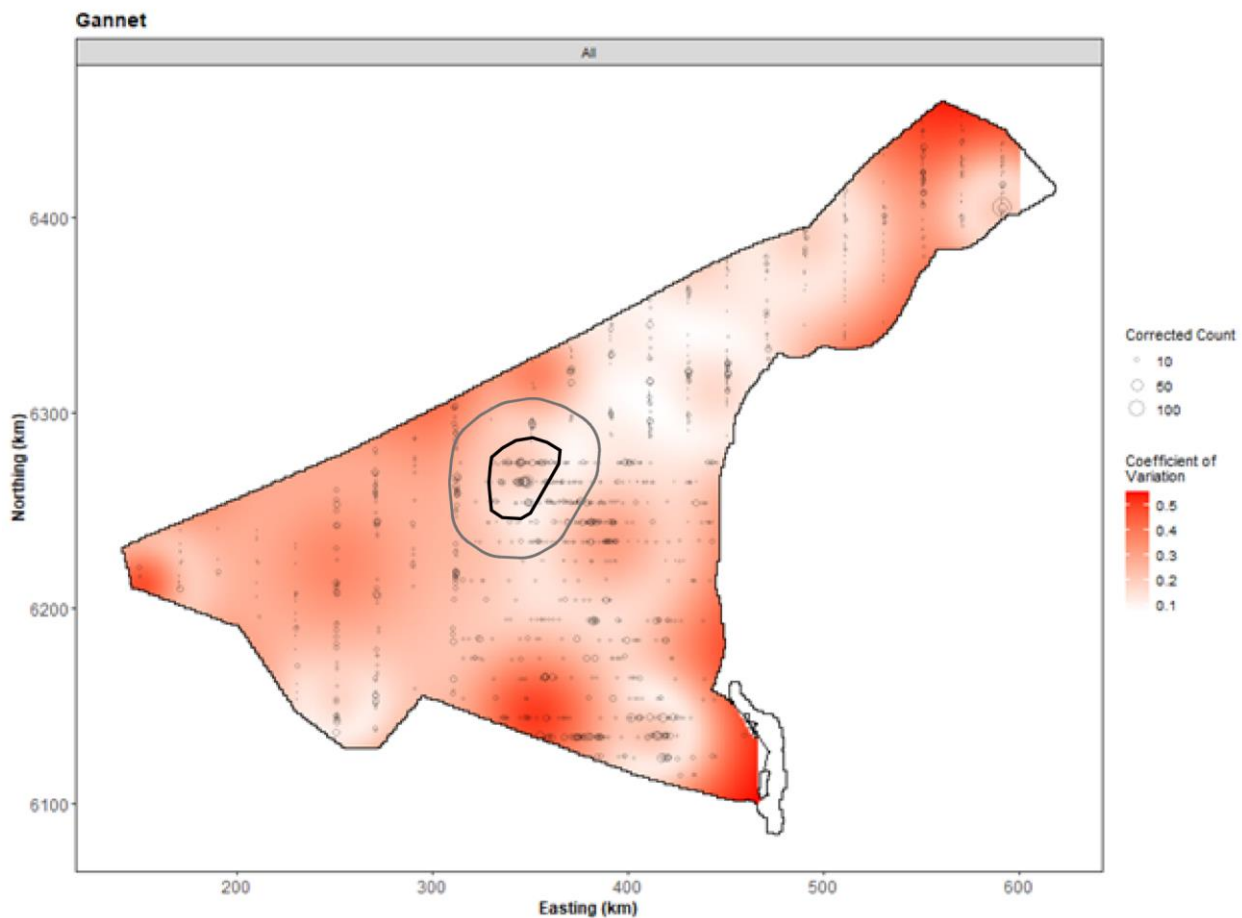 Gannet
All
Northing (km)
6400
6300
6200
6100
200 300 400 500 600
Easting (km)
Corrected Count
10
50
100
Coefficient of
Variation
0.5
0.4
0.3
0.2
0.1